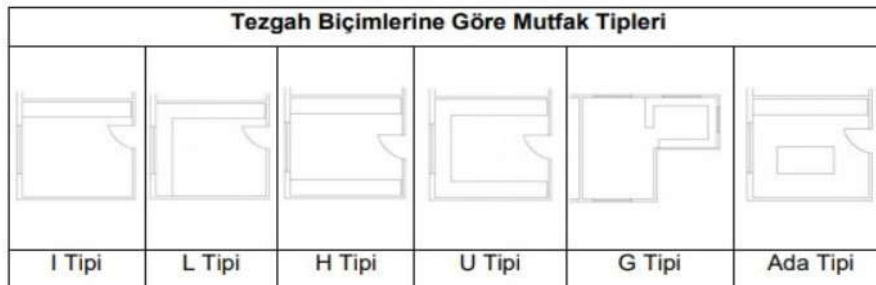 Tezgah Biçimlerine Göre Mutfak Tipleri
I Tipi
L Tipi
H Tipi
U Tipi
G Tipi
Ada Tipi